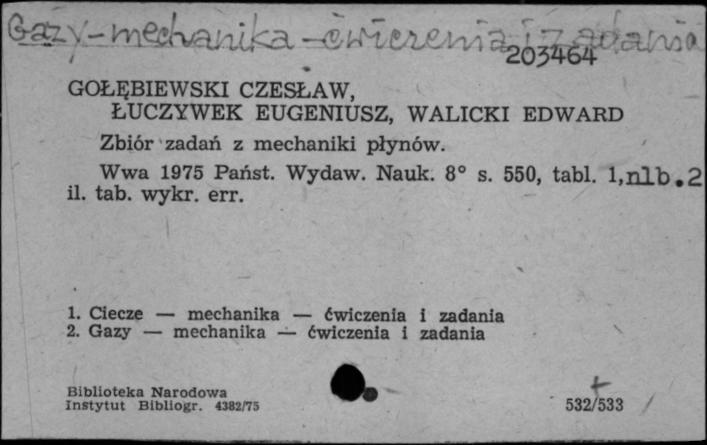 Gazy - mechanika - ćwiczenia i zadania
203464
GOŁĘBIEWSKI CZESŁAW,
ŁUCZYWEK EUGENIUSZ, WALICKI EDWARD
Zbiór zadań z mechaniki płynów.
Wwa 1975 Państ. Wydaw. Nauk. 8° s. 550, tabl. 1,nlb.2
il. tab. wykr. err.
1. Ciecze — mechanika — ćwiczenia i zadania
2. Gazy — mechanika — ćwiczenia i zadania
Biblioteka Narodowa
Instytut Bibliogr. 4382/75
532/533